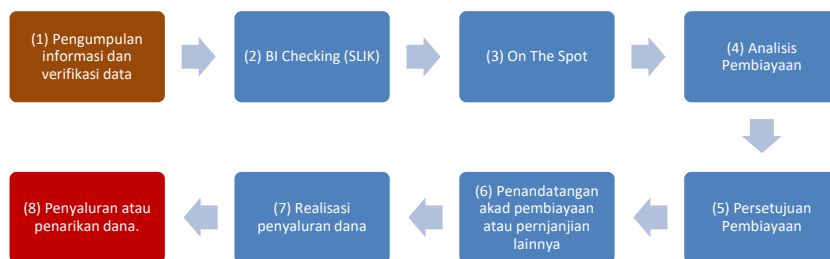 (1) Pengumpulan
informasi dan
verifikasi data
(2) BI Checking (SLIK)
(3) On The Spot
(4) Analisis
Pembiayaan
(5) Persetujuan
Pembiayaan
(6) Penandatangan
akad pembiayaan
atau pernjanjian
lainnya
(7) Realisasi
penyaluran dana
(8) Penyaluran atau
penarikan dana.